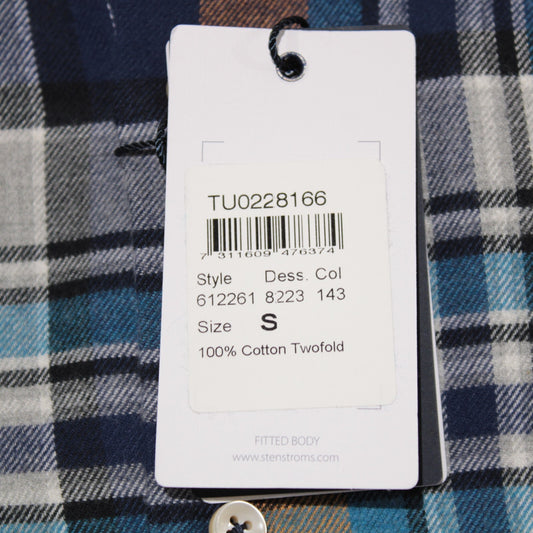 TU0228166
7 311609 476374
Style Dess. Col
612261 8223 143
Size S
100% Cotton Twofold
FITTED BODY
www.stenstroms.com